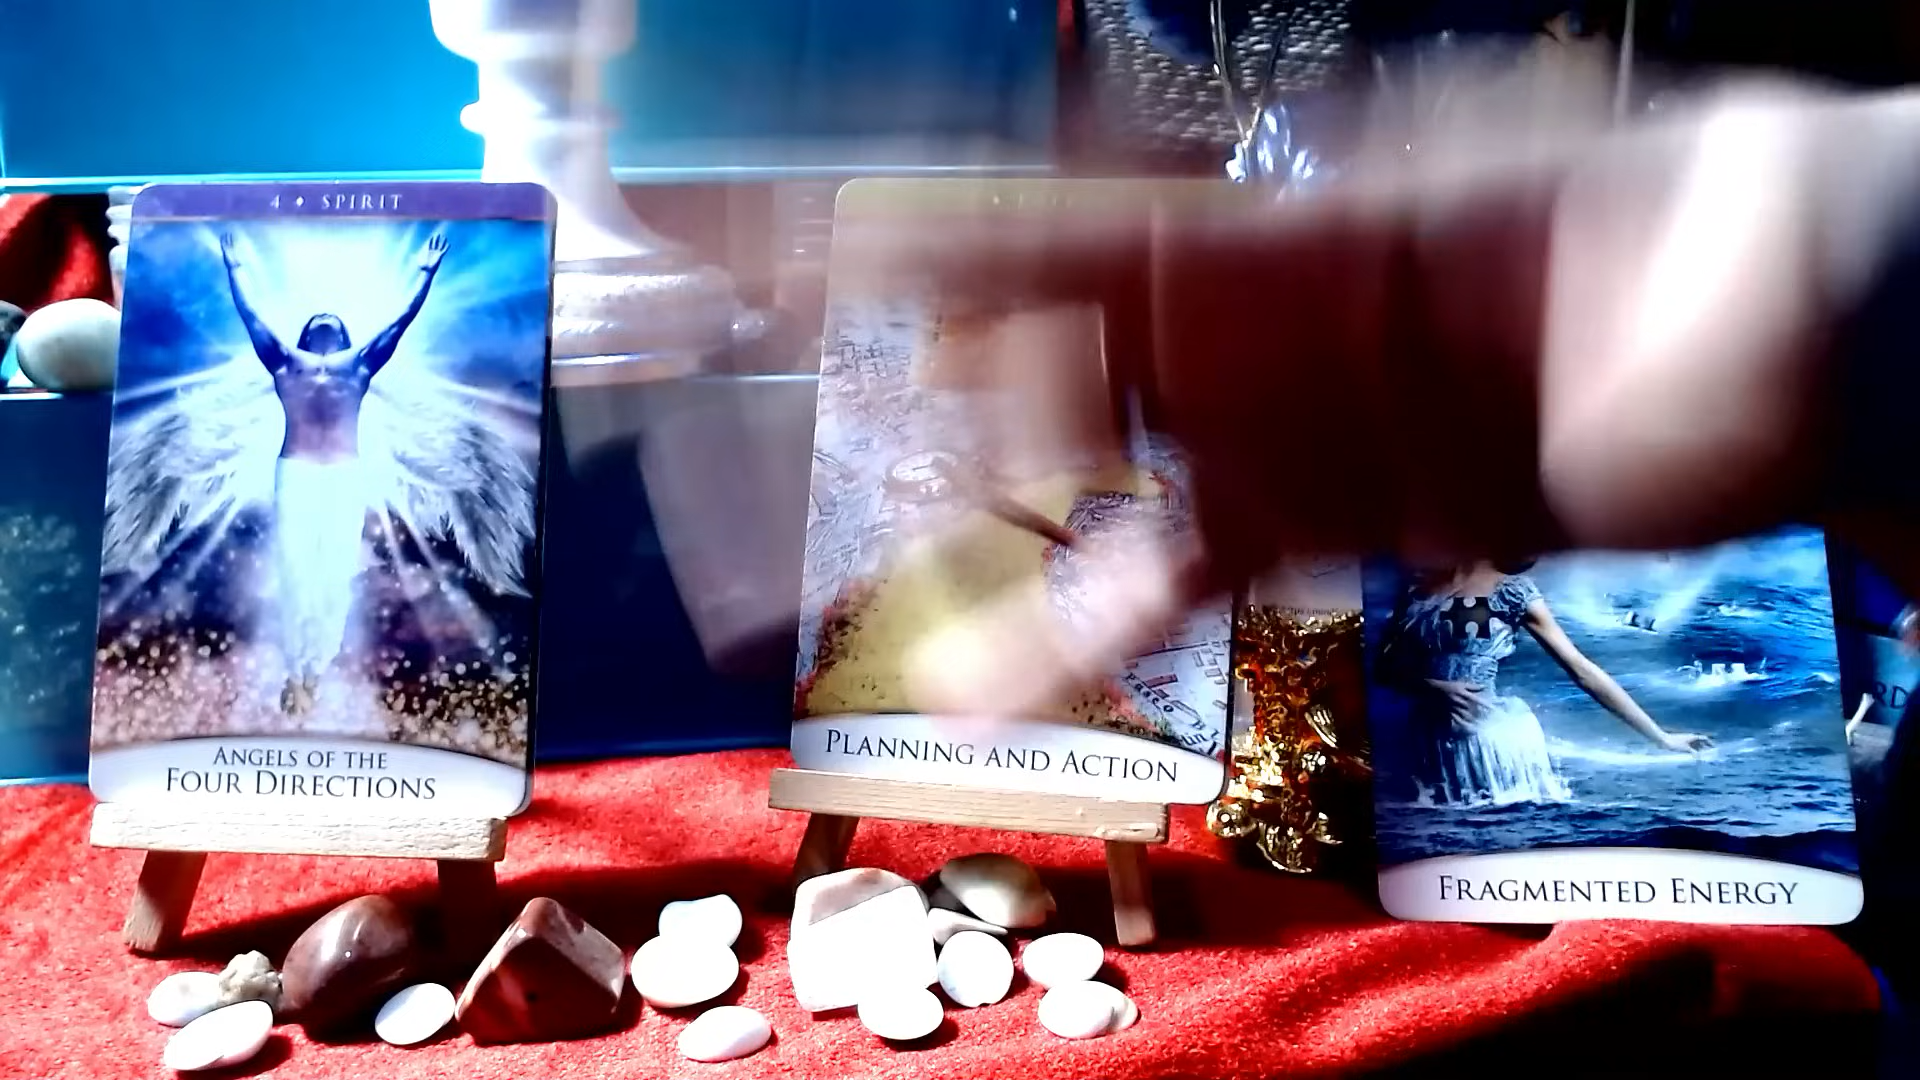 4 ♦ SPIRIT
ANGELS OF THE
FOUR DIRECTIONS
PLANNING AND ACTION
FRAGMENTED ENERGY